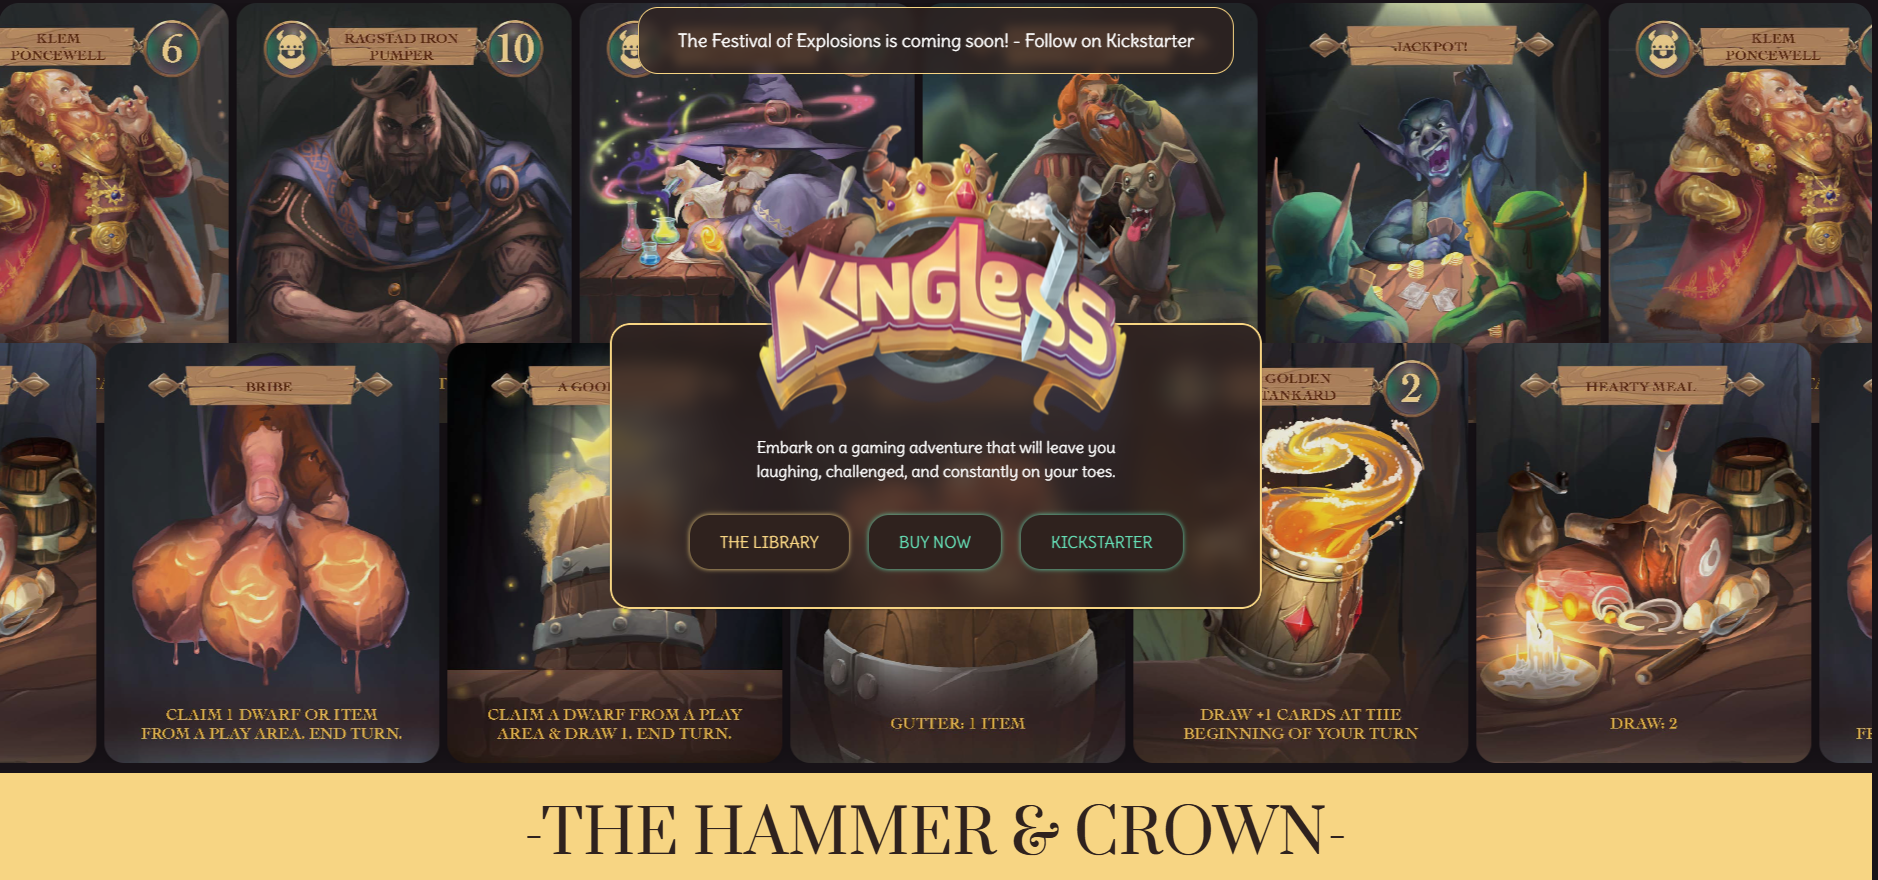 KLEM
PONCEWELL
6
RAGSTAD IRON
PUMPER
10
The Festival of Explosions is coming soon! - Follow on Kickstarter
JACKPOT!
KLEM
PONCEWELL
KINGLESS
BRIBE
A GOO
GOLDEN
TANKARD
2
HEARTY MEAL
Embark on a gaming adventure that will leave you
laughing, challenged, and constantly on your toes.
THE LIBRARY
BUY NOW
KICKSTARTER
CLAIM 1 DWARF OR ITEM
FROM A PLAY AREA. END TURN.
CLAIM A DWARF FROM A PLAY
AREA & DRAW 1. END TURN.
GUTTER: 1 ITEM
DRAW +1 CARDS AT THE
BEGINNING OF YOUR TURN
DRAW: 2
-THE HAMMER & CROWN-